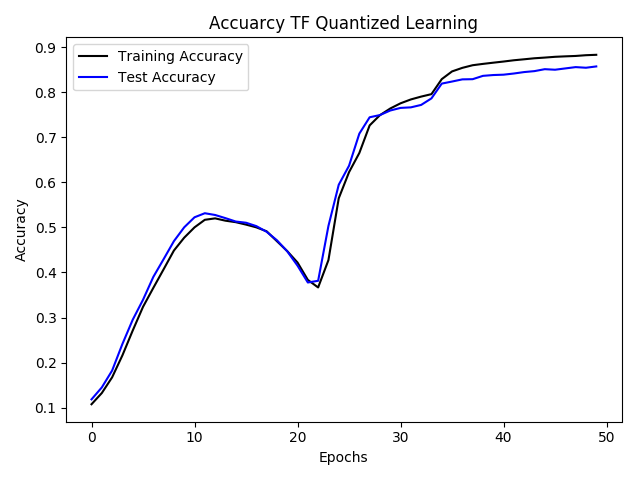 Accuarcy TF Quantized Learning
Training Accuracy
Test Accuracy
Accuracy
0.9
0.8
0.7
0.6
0.5
0.4
0.3
0.2
0.1
0 10 20 30 40 50
Epochs